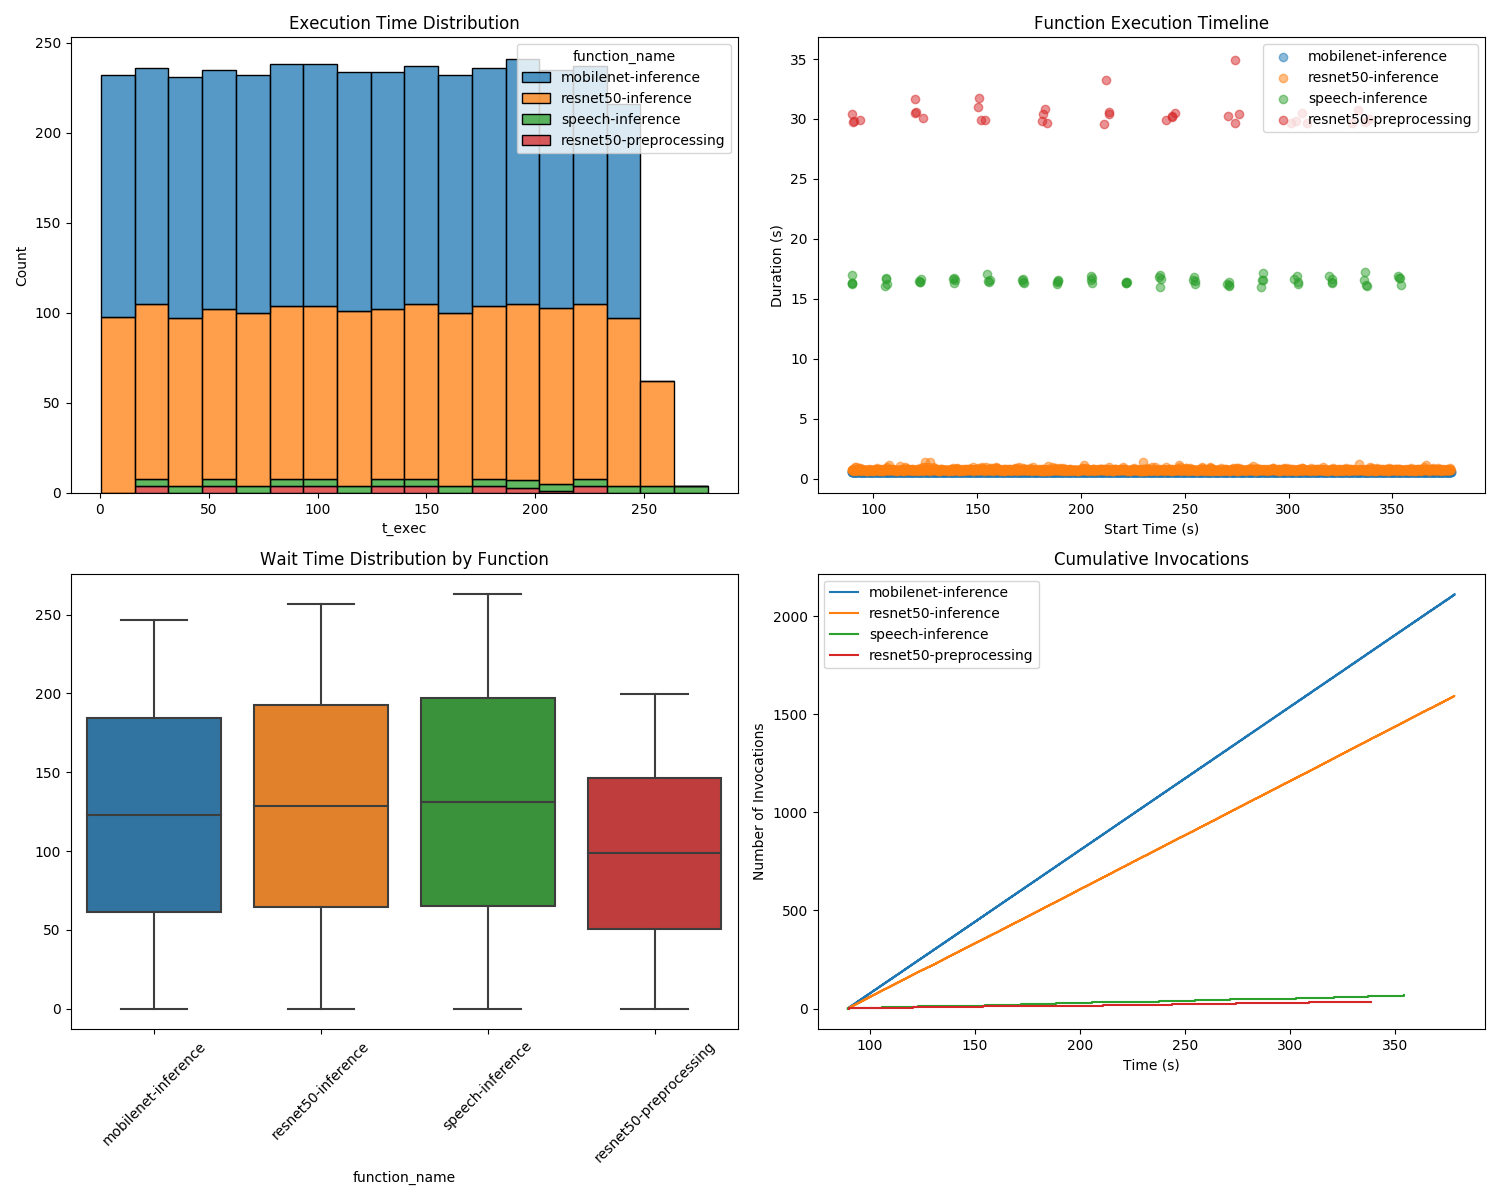 Execution Time Distribution
250
200
150
100
50
0
Count
0
50
100
150
200
250
t_exec
function_name
mobilenet-inference
resnet50-inference
speech-inference
resnet50-preprocessing
Function Execution Timeline
35
30
25
20
15
10
5
0
Duration (s)
100
150
200
250
300
350
Start Time (s)
mobilenet-inference
resnet50-inference
speech-inference
resnet50-preprocessing
Wait Time Distribution by Function
250
200
150
100
50
0
mobilenet-inference
resnet50-inference
speech-inference
resnet50-preprocessing
function_name
Cumulative Invocations
2000
1500
1000
500
0
Number of Invocations
100
150
200
250
300
350
Time (s)
mobilenet-inference
resnet50-inference
speech-inference
resnet50-preprocessing